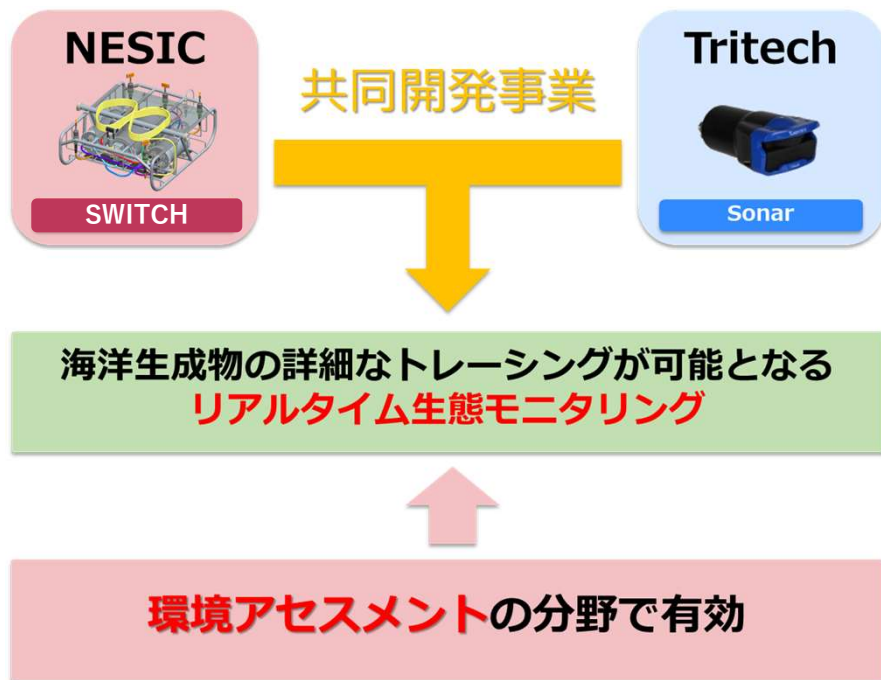 NESIC
Tritech
共同開発事業
SWITCH
Sonar
海洋生成物の詳細なトレーシングが可能となる
リアルタイム生態モニタリング
環境アセスメントの分野で有効